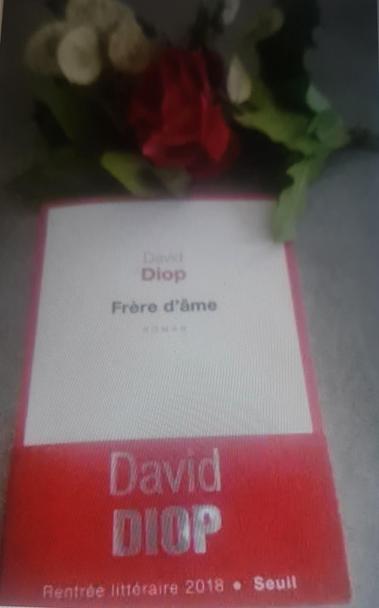 David
Diop
Frère d'âme
ROMAN
David
DIOP
Rentrée littéraire 2018 • Seuil